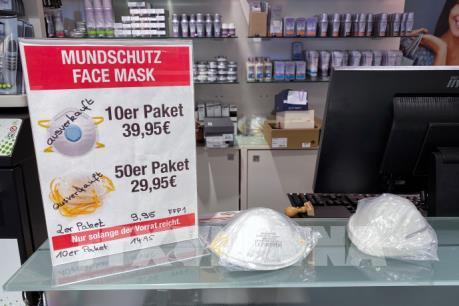 MUNDSCHUTZ
FACE MASK
ausverkauft
10er Paket
39,95€
ausverkauft
50er Paket
29,95€
2er Paket 9,95 FFP1
Nur solange der Vorrat reicht.
10er Paket 14,95